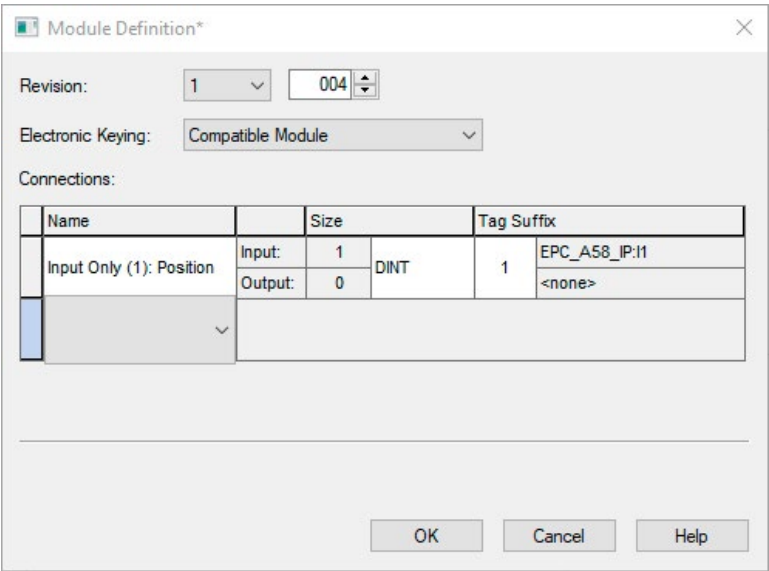 Module Definition*
Revision: 1 004
Electronic Keying: Compatible Module
Connections:
Name Size Tag Suffix
Input Only (1): Position Input: 1 DINT 1 EPC_A58_IP:I1
Output: 0 <none>
OK Cancel Help